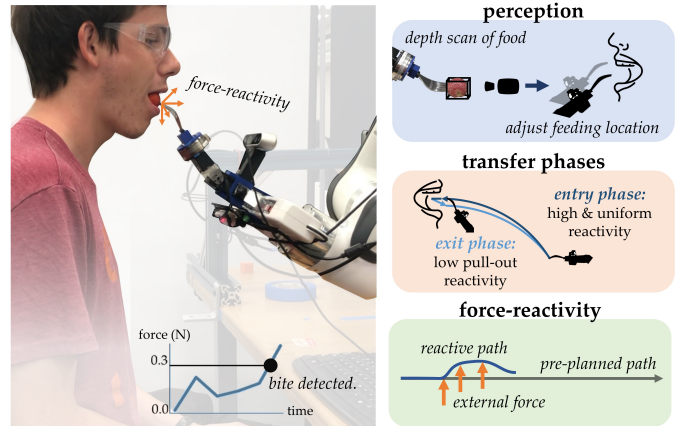 force-reactivity
force (N)
0.3
0.0
bite detected.
time
perception
depth scan of food
adjust feeding location
transfer phases
entry phase:
high & uniform
reactivity
exit phase:
low pull-out
reactivity
force-reactivity
reactive path
pre-planned path
external force